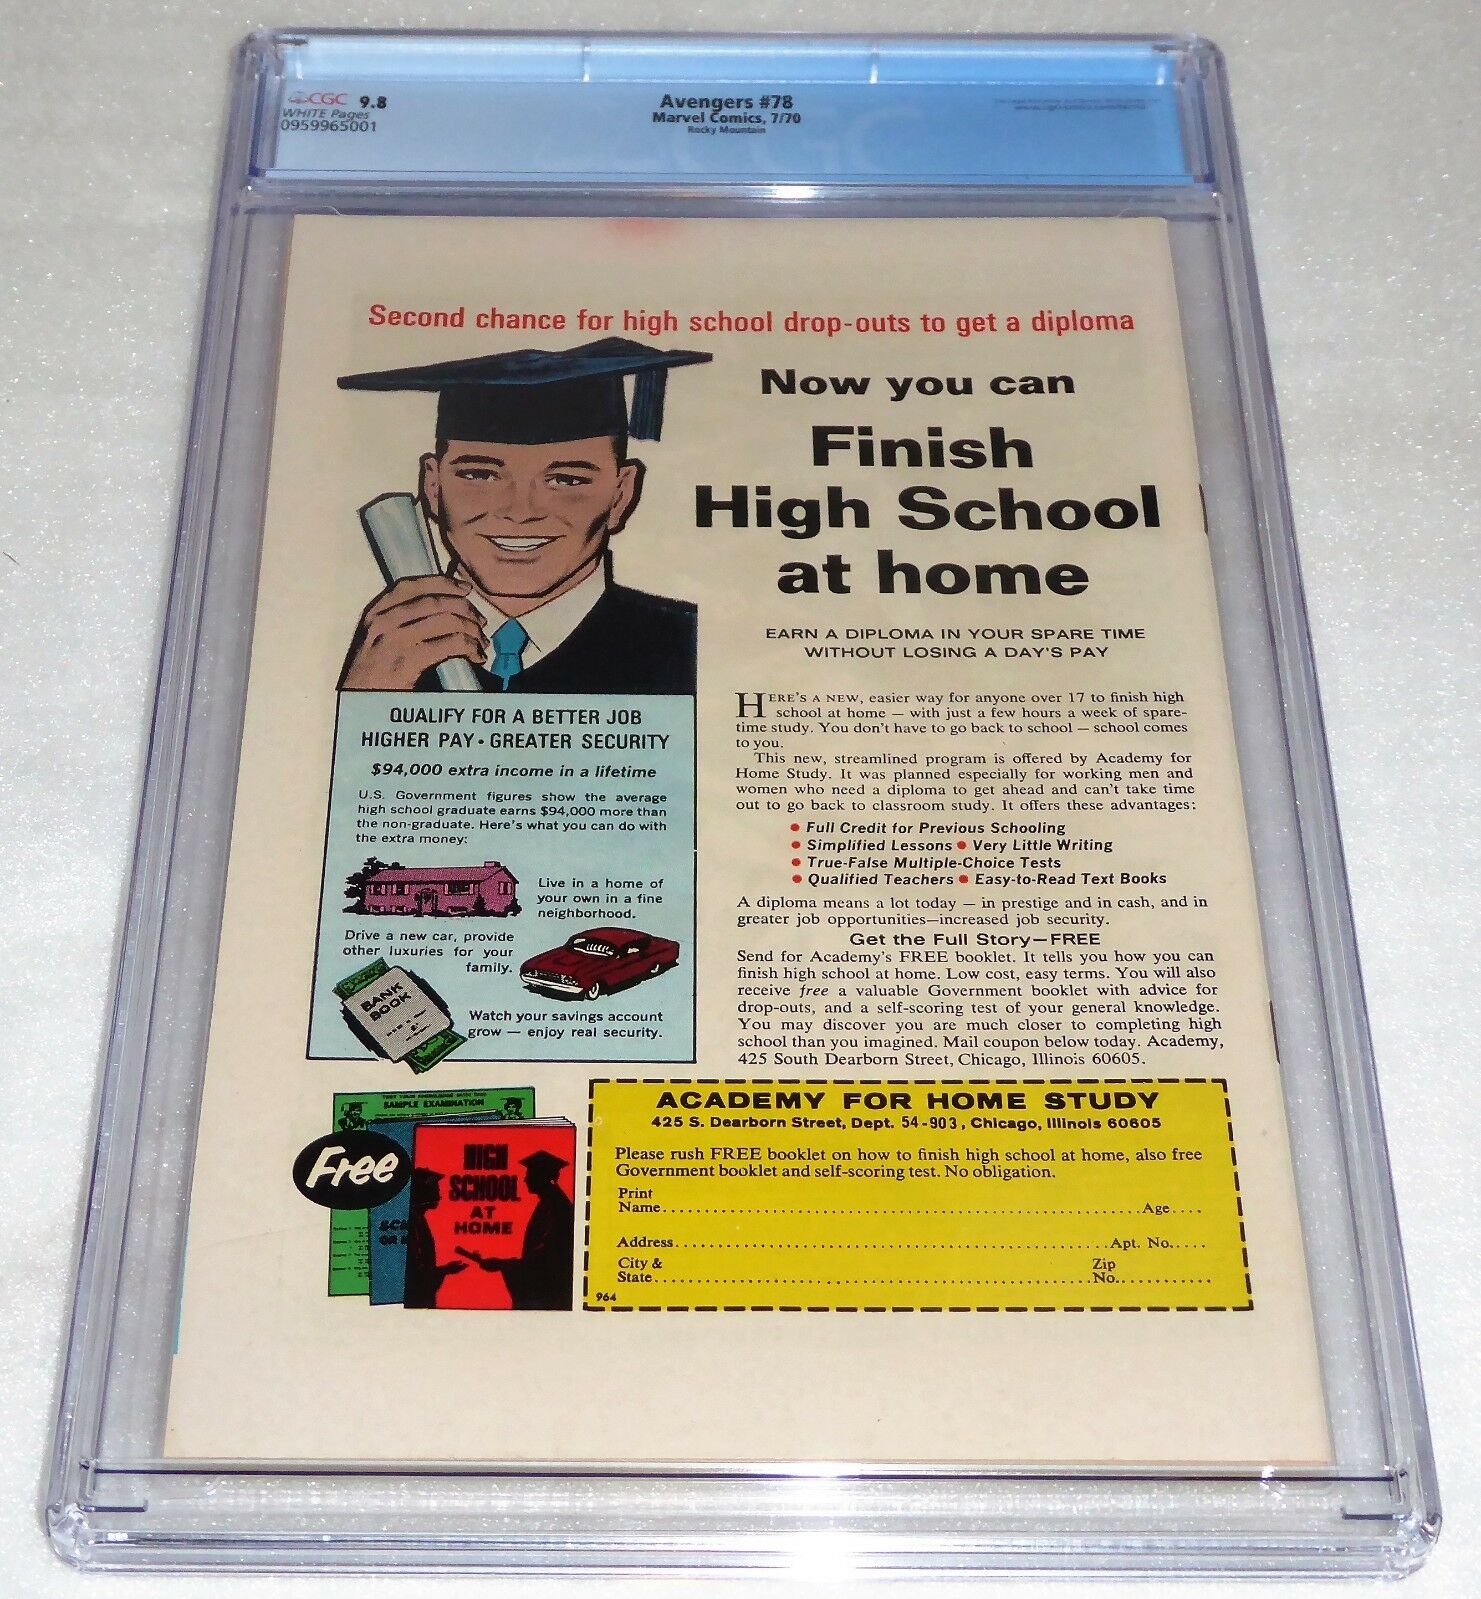 CGC 9.8
WHITE Pages
0959965001
Avengers #78
Marvel Comics, 7/70
Rocky Mountain
CGC
Second chance for high school drop-outs to get a diploma
Now you can
Finish
High School
at home
EARN A DIPLOMA IN YOUR SPARE TIME
WITHOUT LOSING A DAY'S PAY
QUALIFY FOR A BETTER JOB
HIGHER PAY • GREATER SECURITY
$94,000 extra income in a lifetime
U.S. Government figures show the average
high school graduate earns $94,000 more than
the non-graduate. Here's what you can do with
the extra money:
Live in a home of
your own in a fine
neighborhood.
Drive a new car, provide
other luxuries for your
family.
BANK
BOOK
Watch your savings account
grow — enjoy real security.
HERE'S A NEW, easier way for anyone over 17 to finish high
school at home — with just a few hours a week of spare-
time study. You don't have to go back to school — school comes
to you.
This new, streamlined program is offered by Academy for
Home Study. It was planned especially for working men and
women who need a diploma to get ahead and can't take time
out to go back to classroom study. It offers these advantages:
• Full Credit for Previous Schooling
• Simplified Lessons • Very Little Writing
• True-False Multiple-Choice Tests
• Qualified Teachers • Easy-to-Read Text Books
A diploma means a lot today — in prestige and in cash, and in
greater job opportunities—increased job security.
Get the Full Story—FREE
Send for Academy's FREE booklet. It tells you how you can
finish high school at home. Low cost, easy terms. You will also
receive free a valuable Government booklet with advice for
drop-outs, and a self-scoring test of your general knowledge.
You may discover you are much closer to completing high
school than you imagined. Mail coupon below today. Academy,
425 South Dearborn Street, Chicago, Illinois 60605.
SAMPLE EXAMINATION
Free
HIGH
SCHOOL
AT
HOME
ACADEMY FOR HOME STUDY
425 S. Dearborn Street, Dept. 54-903, Chicago, Illinois 60605
Please rush FREE booklet on how to finish high school at home, also free
Government booklet and self-scoring test. No obligation.
Print
Name.......................................................Age....
Address....................................................Apt. No.....
City & Zip
State......................................................No............
964